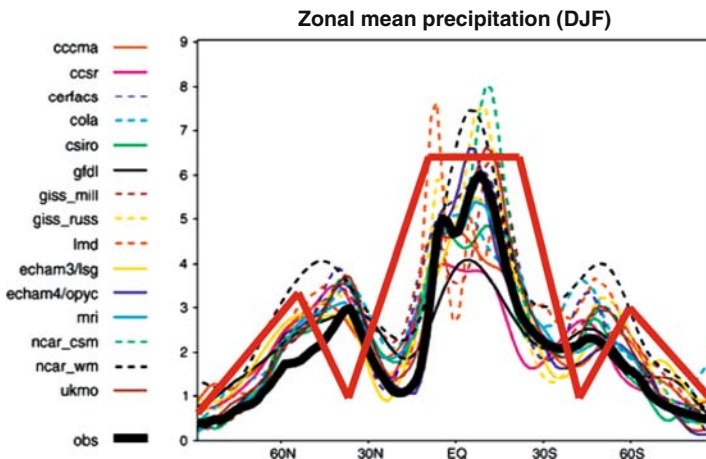 Zonal mean precipitation (DJF)
cccma
ccsr
cerfacs
cola
csiro
gfdl
giss_mill
giss_russ
lmd
echam3/lsg
echam4/opyc
mri
ncar_csm
ncar_wm
ukmo
obs
9
8
7
6
5
4
3
2
1
0
60N 30N EQ 30S 60S